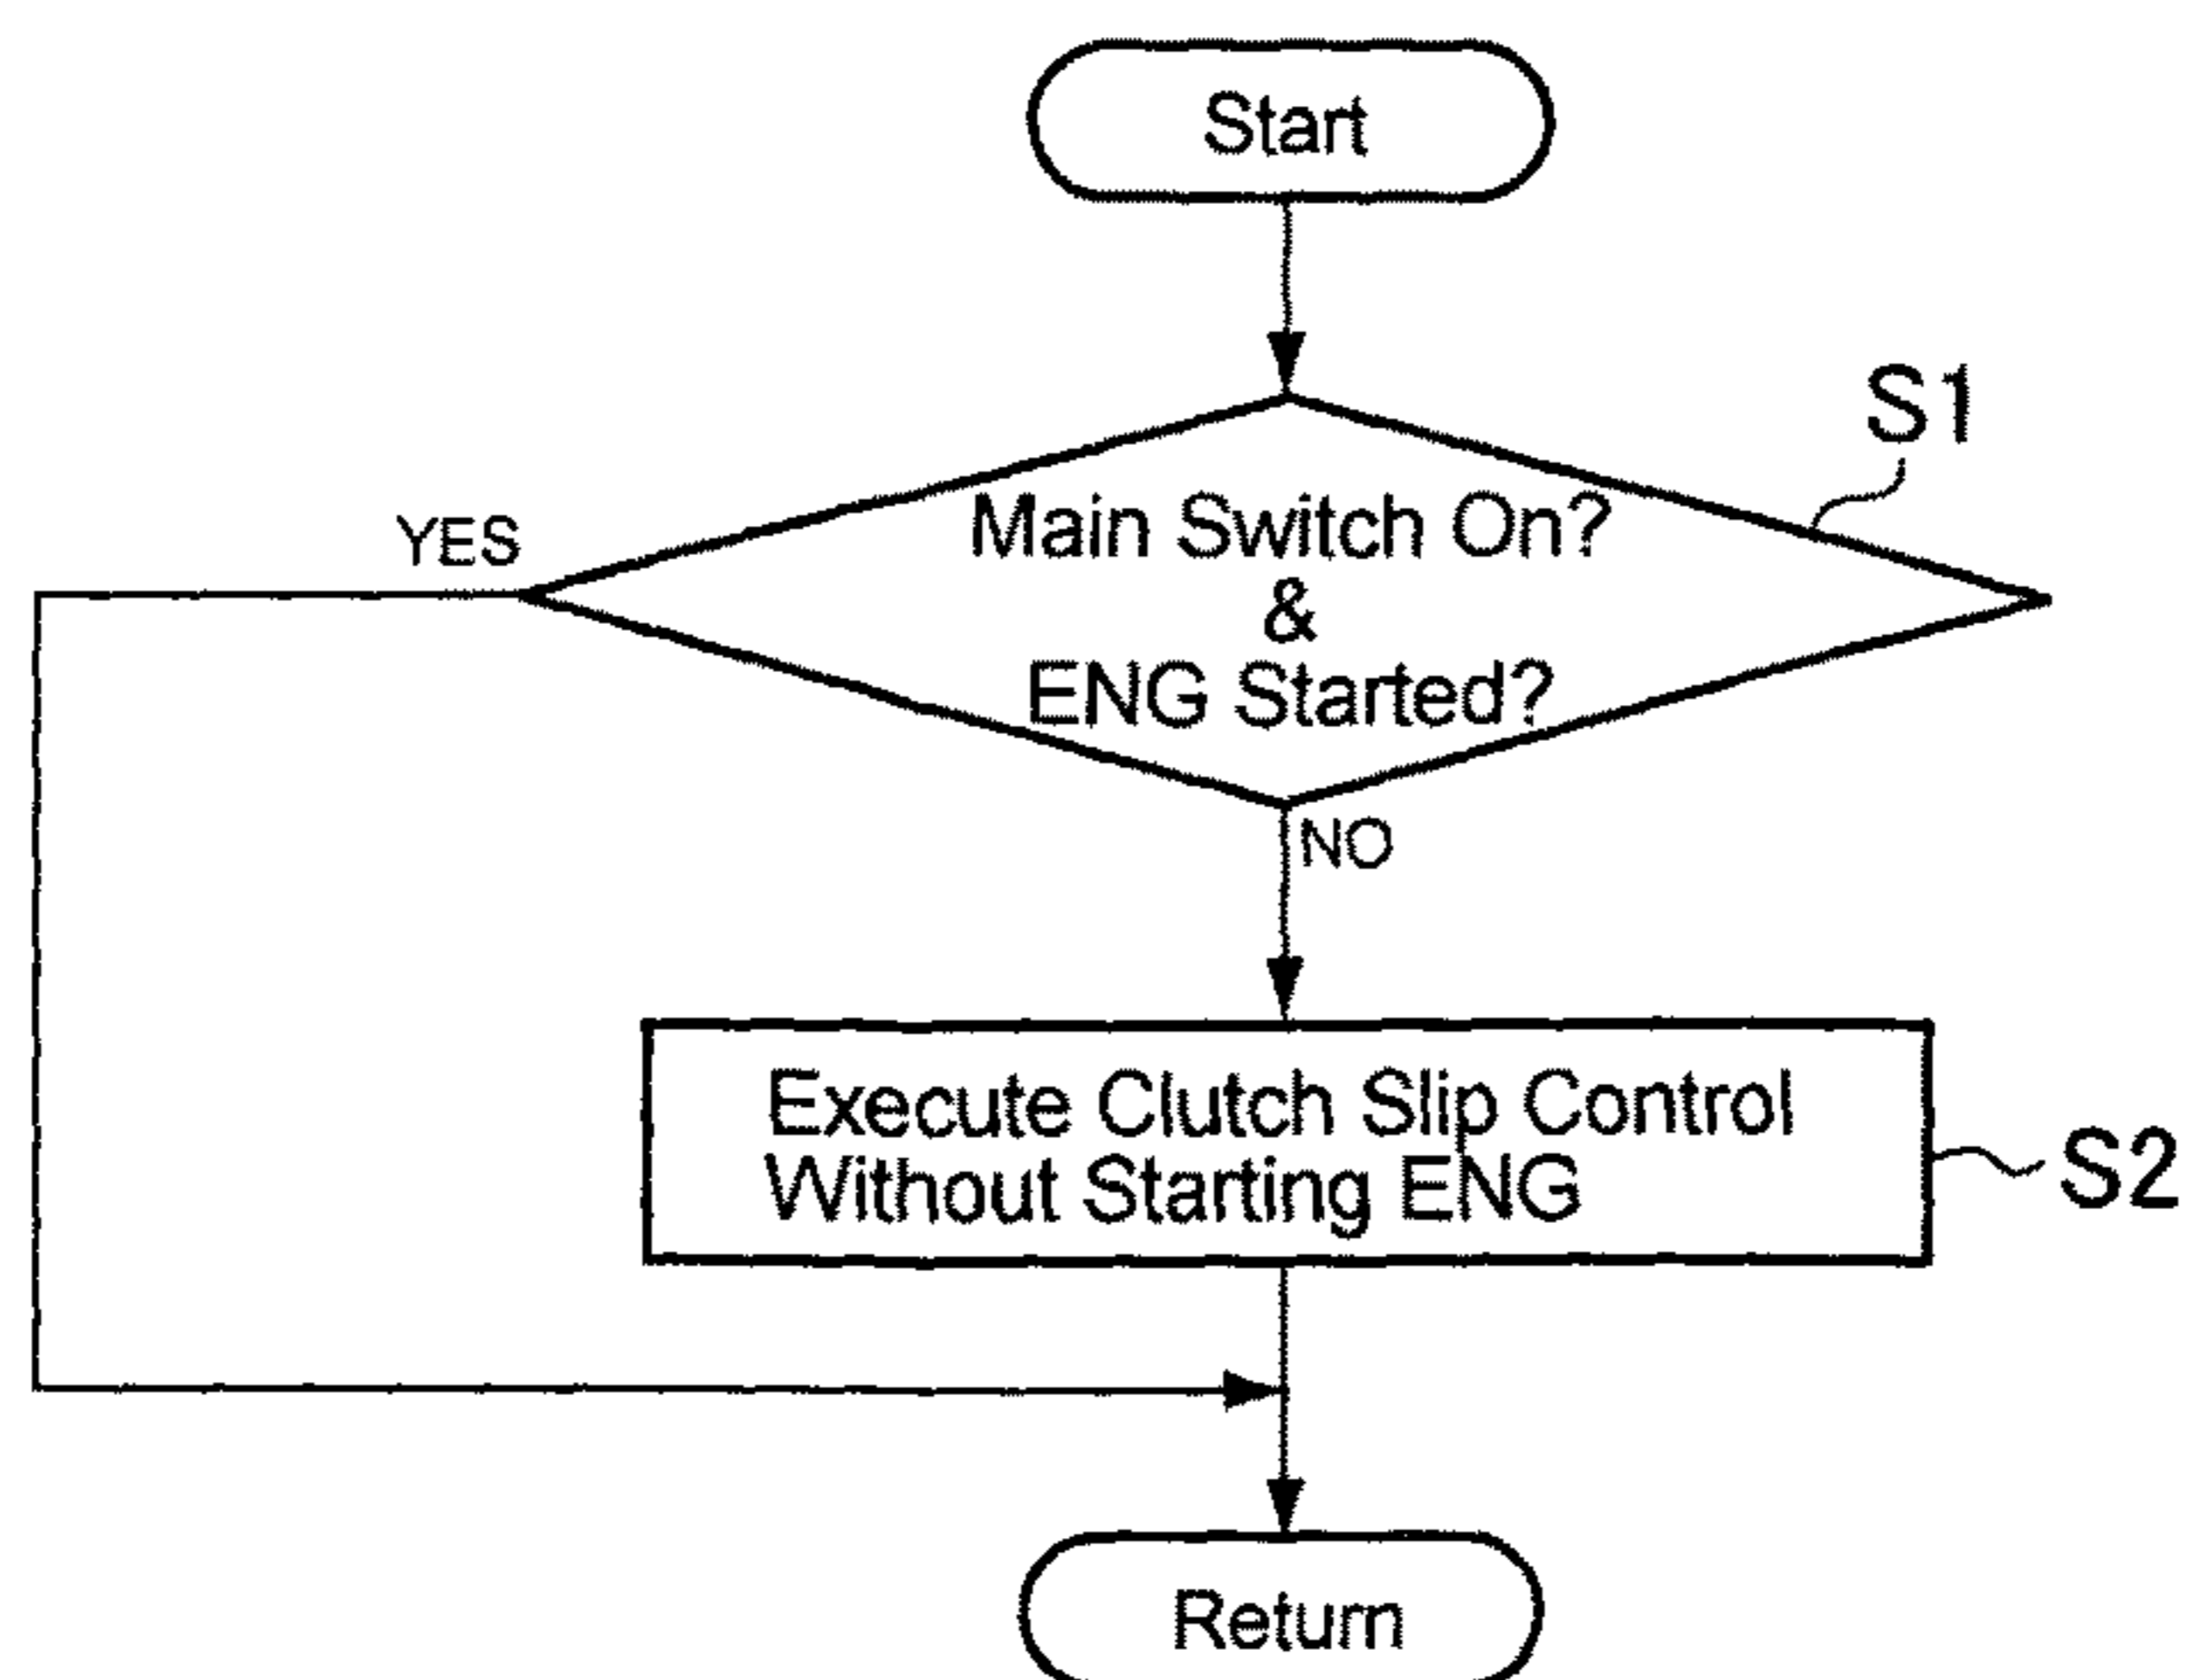 Start
S1
Main Switch On?
&
ENG Started?
YES
NO
Execute Clutch Slip Control
Without Starting ENG
S2
Return